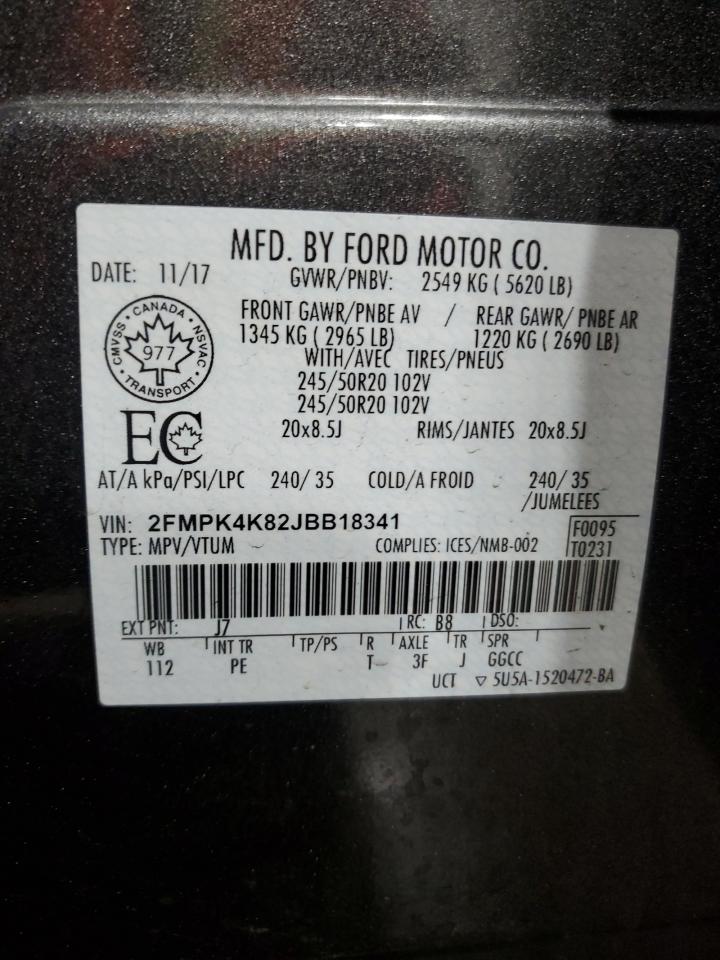 MFD. BY FORD MOTOR CO.
DATE: 11/17 GVWR/PNBV: 2549 KG ( 5620 LB)
FRONT GAWR/PNBE AV / REAR GAWR/ PNBE AR
1345 KG ( 2965 LB) 1220 KG ( 2690 LB)
WITH/AVEC TIRES/PNEUS
245/50R20 102V
245/50R20 102V
20x8.5J RIMS/JANTES 20x8.5J
CANADA
CMVSS NSVAC
977
TRANSPORT
EC
AT/A kPa/PSI/LPC 240/ 35 COLD/A FROID 240/ 35
/JUMELEES
VIN: 2FMPK4K82JBB18341 F0095
TYPE: MPV/VTUM COMPLIES: ICES/NMB-002 T0231
EXT PNT: J7 RC: B8 DSO:
WB INT TR TP/PS R AXLE TR SPR
112 PE T 3F J GGCC
UCT ▽ 5U5A-1520472-BA